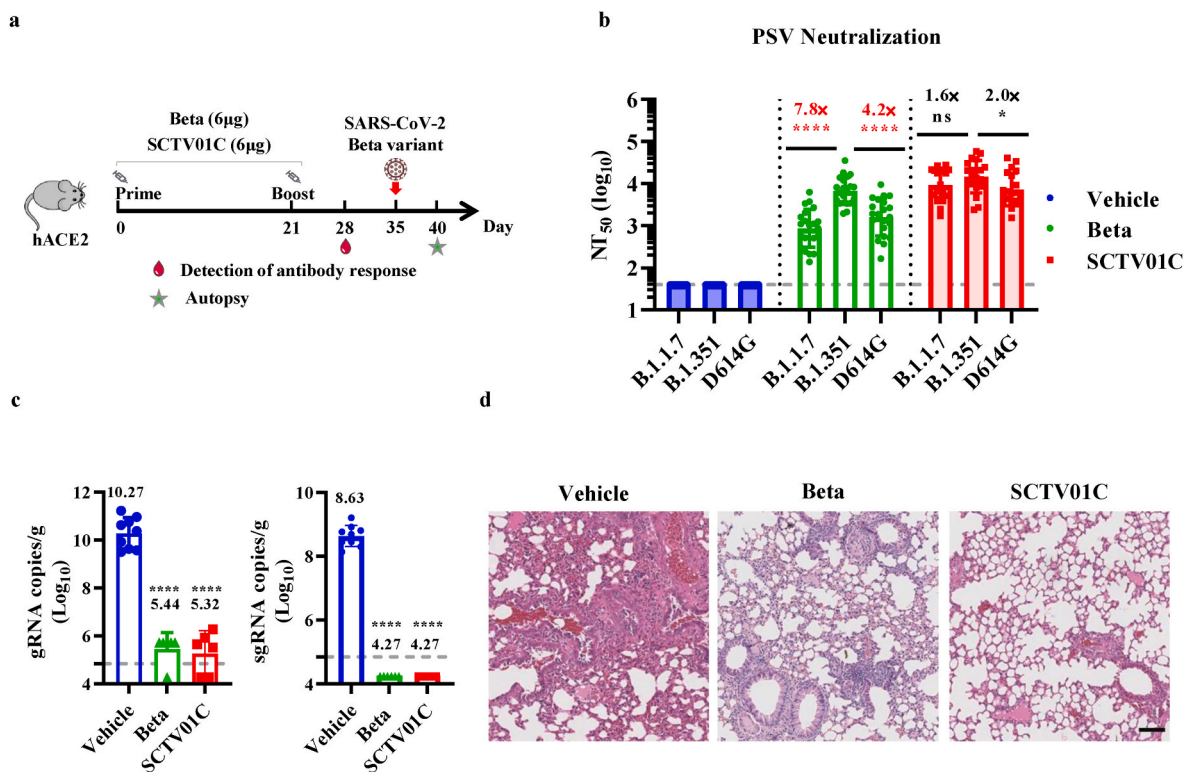 a
Beta (6μg)
SCTV01C (6μg)
SARS-CoV-2
Beta variant
Prime
Boost
hACE2
0
21
28
35
40
Day
Detection of antibody response
Autopsy
b
PSV Neutralization
NT50 (log10)
6
5
4
3
2
1
7.8×
****
4.2×
****
1.6×
ns
2.0×
*
B.1.1.7
B.1.351
D614G
B.1.1.7
B.1.351
D614G
B.1.1.7
B.1.351
D614G
Vehicle
Beta
SCTV01C
c
gRNA copies/g
(Log10)
12
10
8
6
4
10.27
****
5.44
****
5.32
Vehicle
Beta
SCTV01C
sgRNA copies/g
(Log10)
10
8
6
4
8.63
****
4.27
****
4.27
Vehicle
Beta
SCTV01C
d
Vehicle
Beta
SCTV01C